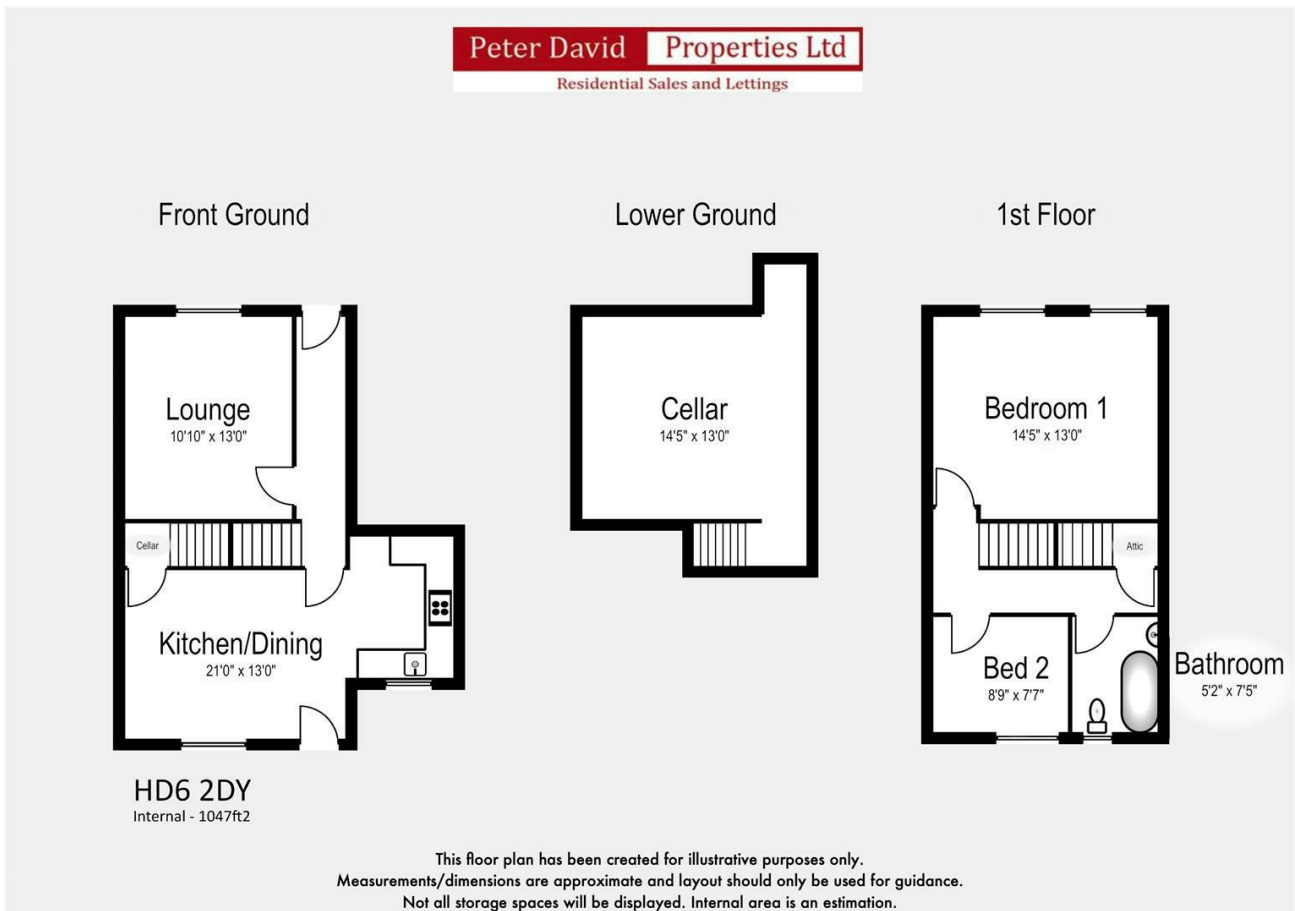 Peter David Properties Ltd
Residential Sales and Lettings
Front Ground
Lower Ground
1st Floor
Lounge
10'10" x 13'0"
Cellar
Kitchen/Dining
21'0" x 13'0"
Cellar
14'5" x 13'0"
Bedroom 1
14'5" x 13'0"
Attic
Bed 2
8'9" x 7'7"
Bathroom
5'2" x 7'5"
HD6 2DY
Internal - 1047ft2
This floor plan has been created for illustrative purposes only.
Measurements/dimensions are approximate and layout should only be used for guidance.
Not all storage spaces will be displayed. Internal area is an estimation.